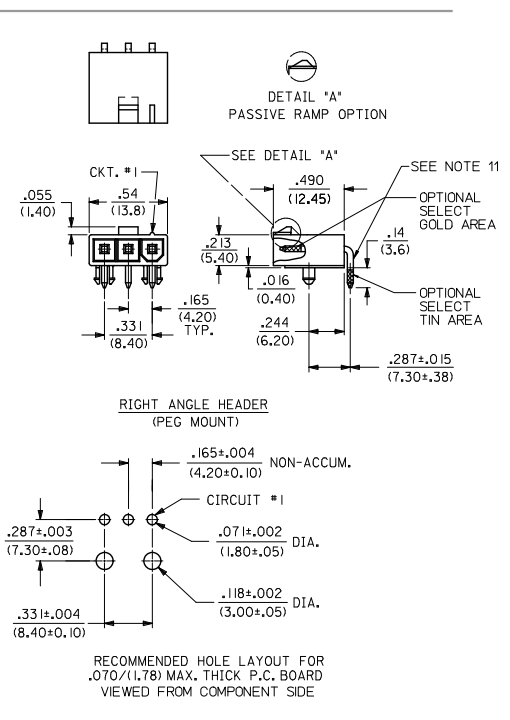 DETAIL "A"
PASSIVE RAMP OPTION
SEE DETAIL "A"
CKT. #1
SEE NOTE 11
.055
(1.40)
.54
(13.8)
.490
(12.45)
OPTIONAL
SELECT
GOLD AREA
.213
(5.40)
.14
(3.6)
.016
(0.40)
.165
(4.20)
TYP.
OPTIONAL
SELECT
TIN AREA
.331
(8.40)
.244
(6.20)
.287±.015
(7.30±.38)
RIGHT ANGLE HEADER
(PEG MOUNT)
.165±.004
(4.20±0.10)
NON-ACCUM.
CIRCUIT #1
.287±.003
(7.30±.08)
.071±.002
(1.80±.05)
DIA.
.118±.002
(3.00±.05)
DIA.
.331±.004
(8.40±0.10)
RECOMMENDED HOLE LAYOUT FOR
.070/(1.78) MAX. THICK P.C. BOARD
VIEWED FROM COMPONENT SIDE